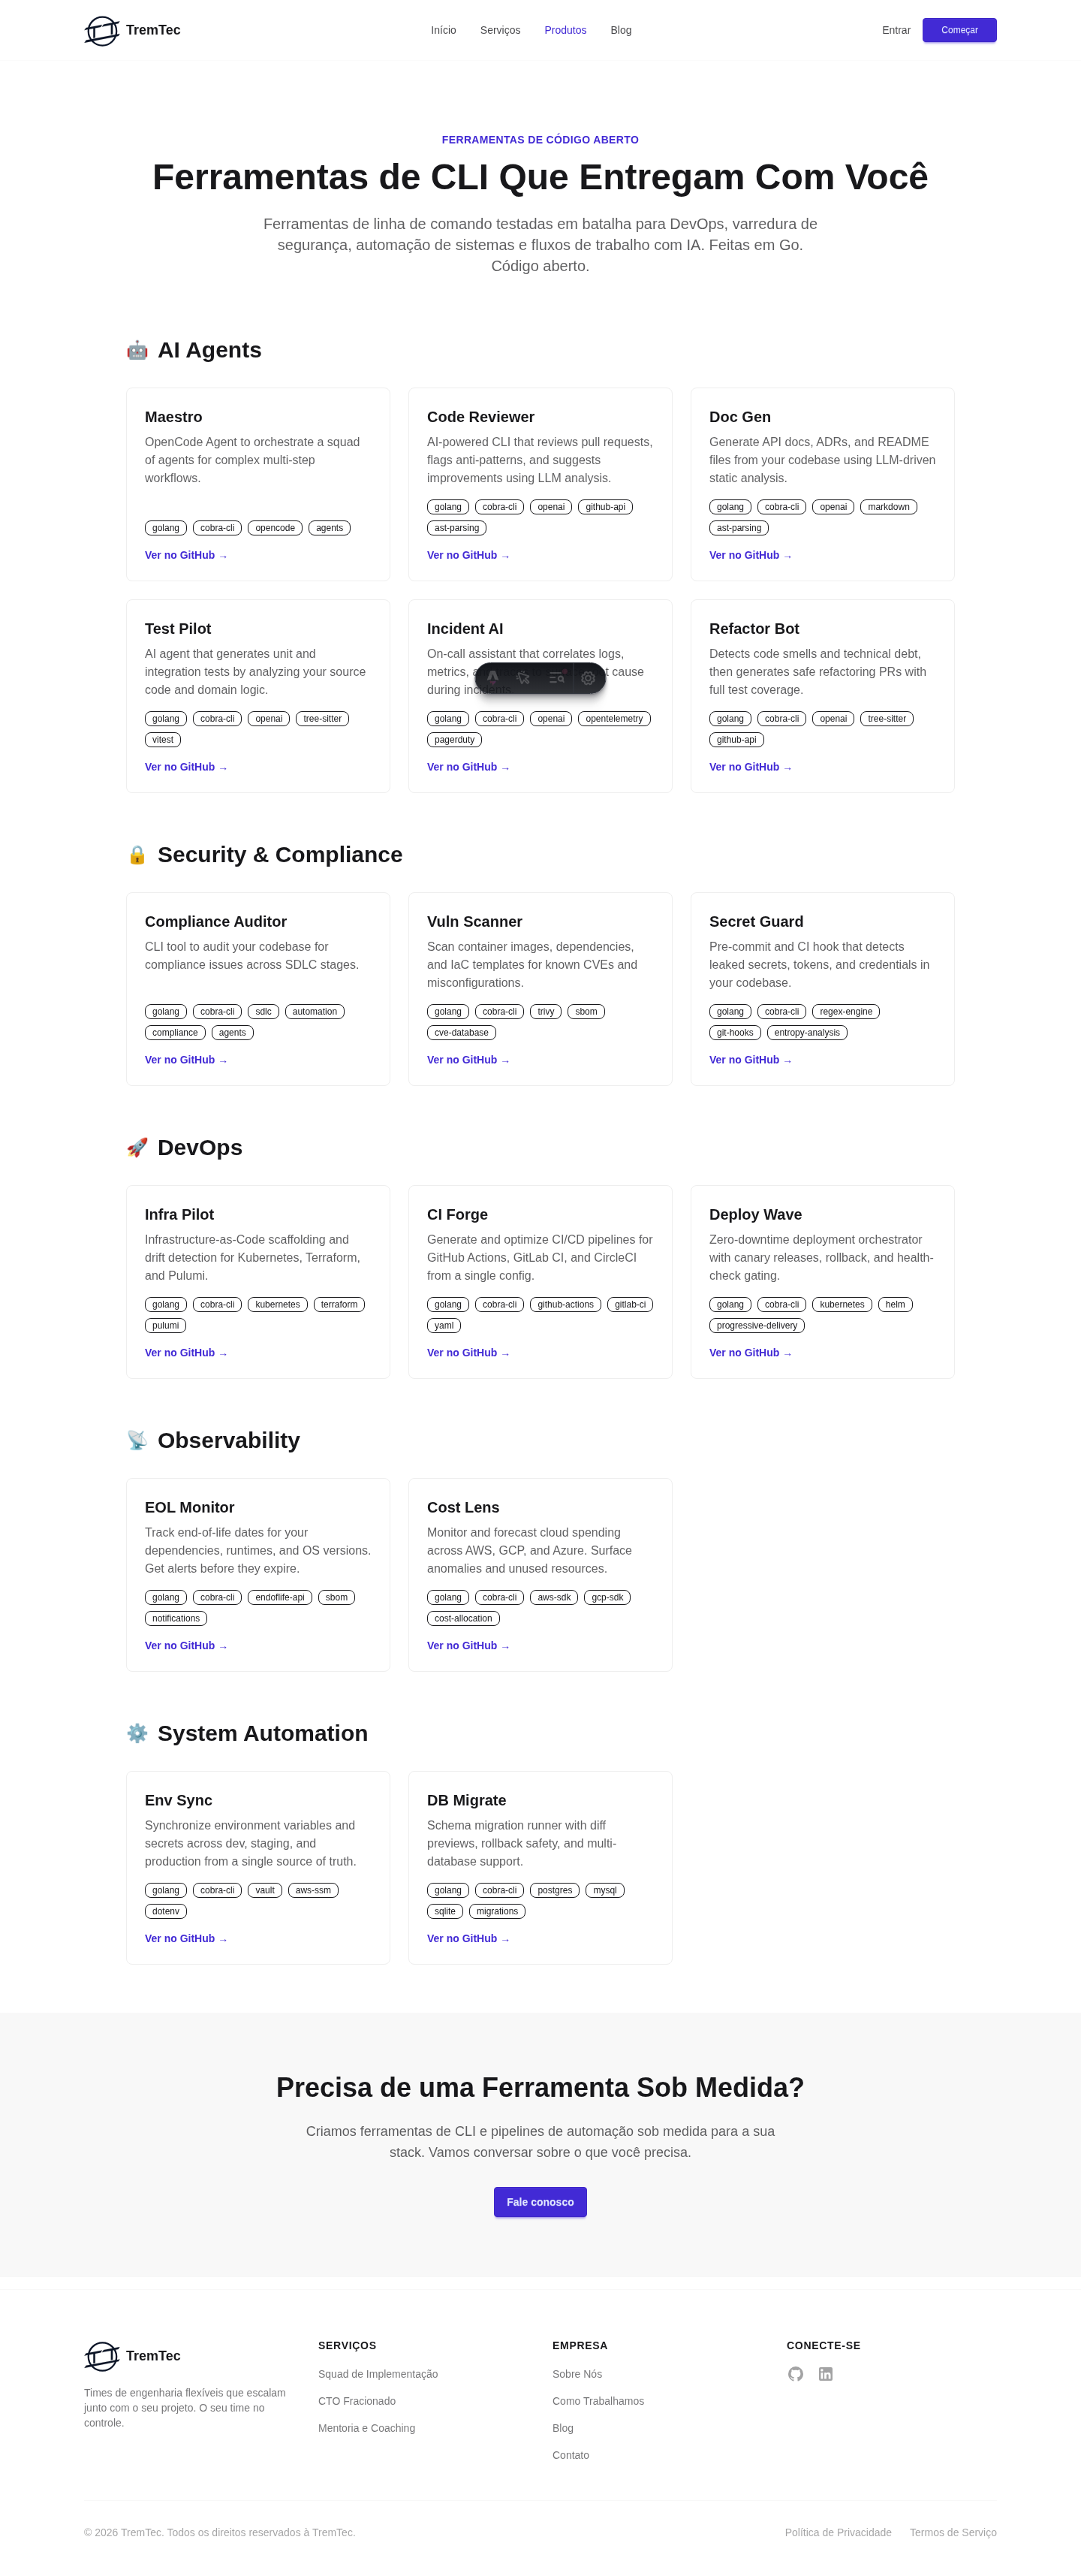 TremTec
Início
Serviços
Produtos
Blog
Entrar
Começar
FERRAMENTAS DE CÓDIGO ABERTO
Ferramentas de CLI Que Entregam Com Você
Ferramentas de linha de comando testadas em batalha para DevOps, varredura de
segurança, automação de sistemas e fluxos de trabalho com IA. Feitas em Go.
Código aberto.
🤖 AI Agents
Maestro
OpenCode Agent to orchestrate a squad
of agents for complex multi-step
workflows.
golang cobra-cli opencode agents
Ver no GitHub →
Code Reviewer
AI-powered CLI that reviews pull requests,
flags anti-patterns, and suggests
improvements using LLM analysis.
golang cobra-cli openai github-api
ast-parsing
Ver no GitHub →
Doc Gen
Generate API docs, ADRs, and README
files from your codebase using LLM-driven
static analysis.
golang cobra-cli openai markdown
ast-parsing
Ver no GitHub →
Test Pilot
AI agent that generates unit and
integration tests by analyzing your source
code and domain logic.
golang cobra-cli openai tree-sitter
vitest
Ver no GitHub →
Incident AI
On-call assistant that correlates logs,
metrics, cause
during incidents.
golang cobra-cli openai opentelemetry
pagerduty
Ver no GitHub →
Refactor Bot
Detects code smells and technical debt,
then generates safe refactoring PRs with
full test coverage.
golang cobra-cli openai tree-sitter
github-api
Ver no GitHub →
🔒 Security & Compliance
Compliance Auditor
CLI tool to audit your codebase for
compliance issues across SDLC stages.
golang cobra-cli sdlc automation
compliance agents
Ver no GitHub →
Vuln Scanner
Scan container images, dependencies,
and IaC templates for known CVEs and
misconfigurations.
golang cobra-cli trivy sbom
cve-database
Ver no GitHub →
Secret Guard
Pre-commit and CI hook that detects
leaked secrets, tokens, and credentials in
your codebase.
golang cobra-cli regex-engine
git-hooks entropy-analysis
Ver no GitHub →
🚀 DevOps
Infra Pilot
Infrastructure-as-Code scaffolding and
drift detection for Kubernetes, Terraform,
and Pulumi.
golang cobra-cli kubernetes terraform
pulumi
Ver no GitHub →
CI Forge
Generate and optimize CI/CD pipelines for
GitHub Actions, GitLab CI, and CircleCI
from a single config.
golang cobra-cli github-actions gitlab-ci
yaml
Ver no GitHub →
Deploy Wave
Zero-downtime deployment orchestrator
with canary releases, rollback, and health-
check gating.
golang cobra-cli kubernetes helm
progressive-delivery
Ver no GitHub →
📡 Observability
EOL Monitor
Track end-of-life dates for your
dependencies, runtimes, and OS versions.
Get alerts before they expire.
golang cobra-cli endoflife-api sbom
notifications
Ver no GitHub →
Cost Lens
Monitor and forecast cloud spending
across AWS, GCP, and Azure. Surface
anomalies and unused resources.
golang cobra-cli aws-sdk gcp-sdk
cost-allocation
Ver no GitHub →
⚙️ System Automation
Env Sync
Synchronize environment variables and
secrets across dev, staging, and
production from a single source of truth.
golang cobra-cli vault aws-ssm
dotenv
Ver no GitHub →
DB Migrate
Schema migration runner with diff
previews, rollback safety, and multi-
database support.
golang cobra-cli postgres mysql
sqlite migrations
Ver no GitHub →
Precisa de uma Ferramenta Sob Medida?
Criamos ferramentas de CLI e pipelines de automação sob medida para a sua
stack. Vamos conversar sobre o que você precisa.
Fale conosco
TremTec
Times de engenharia flexíveis que escalam
junto com o seu projeto. O seu time no
controle.
SERVIÇOS
Squad de Implementação
CTO Fracionado
Mentoria e Coaching
EMPRESA
Sobre Nós
Como Trabalhamos
Blog
Contato
CONECTE-SE
© 2026 TremTec. Todos os direitos reservados à TremTec.
Política de Privacidade
Termos de Serviço